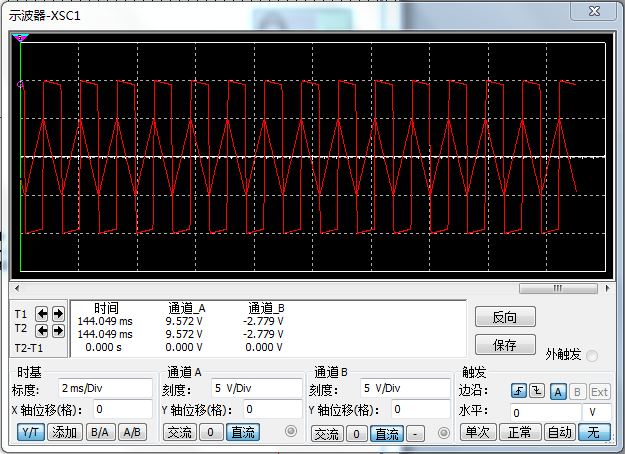 示波器-XSC1
时间 通道_A 通道_B
T1 144.049 ms 9.572 V -2.779 V
T2 144.049 ms 9.572 V -2.779 V
T2-T1 0.000 s 0.000 V 0.000 V
反向
保存
外触发
时基 通道 A 通道 B 触发
标度: 2 ms/Div 刻度: 5 V/Div 刻度: 5 V/Div 边沿: A B Ext
X 轴位移(格): 0 Y 轴位移(格): 0 Y 轴位移(格): 0 水平: 0 V
Y/T 添加 B/A A/B 交流 0 直流 交流 0 直流 - 单次 正常 自动 无